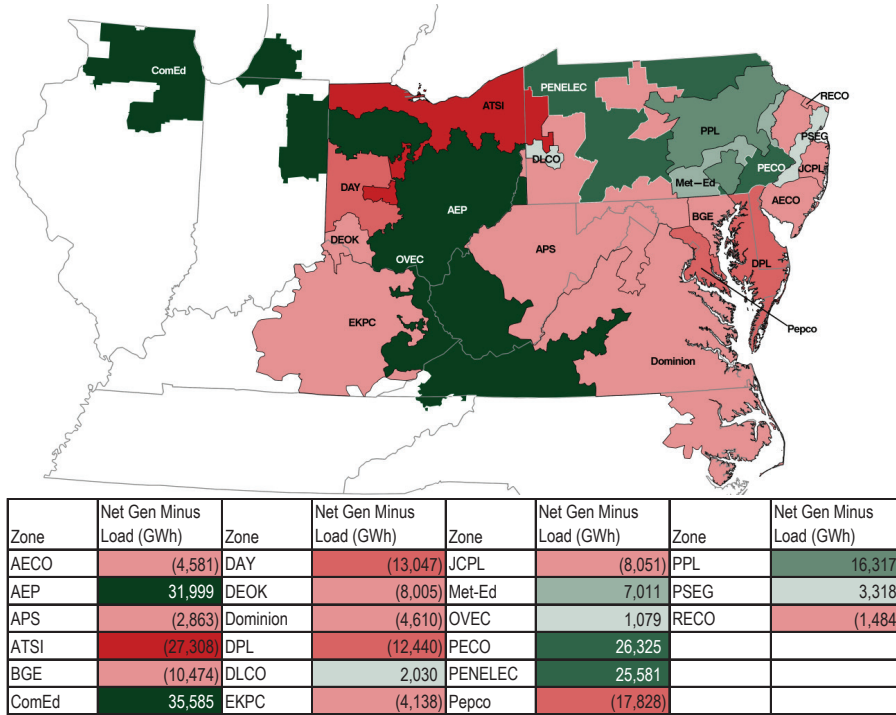 ComEd
PENELEC
ATSI
RECO
PPL
PSEG
DLCO
PECO
JCPL
Met–Ed
DAY
AEP
AECO
BGE
DEOK
APS
OVEC
DPL
EKPC
Pepco
Dominion
Zone Net Gen Minus Load (GWh) Zone Net Gen Minus Load (GWh) Zone Net Gen Minus Load (GWh) Zone Net Gen Minus Load (GWh)
AECO (4,581) DAY (13,047) JCPL (8,051) PPL 16,317
AEP 31,999 DEOK (8,005) Met-Ed 7,011 PSEG 3,318
APS (2,863) Dominion (4,610) OVEC 1,079 RECO (1,484)
ATSI (27,308) DPL (12,440) PECO 26,325
BGE (10,474) DLCO 2,030 PENELEC 25,581
ComEd 35,585 EKPC (4,138) Pepco (17,828)